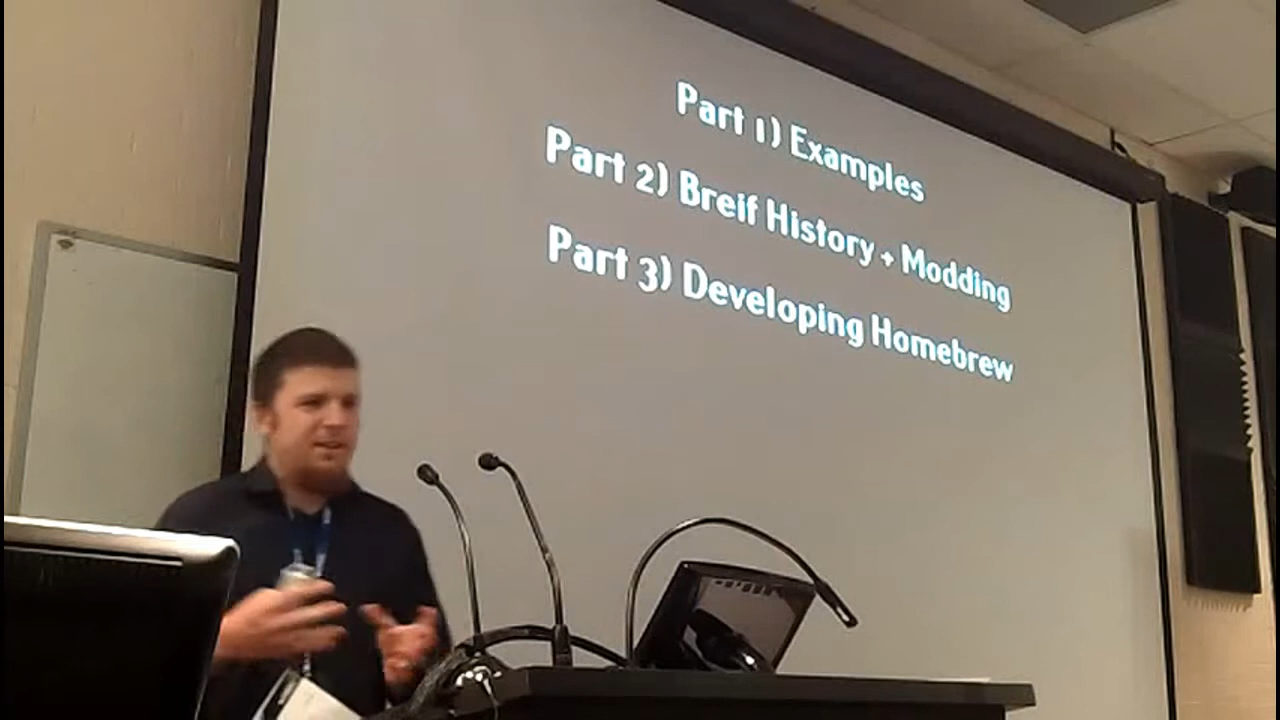 Part 1) Examples
Part 2) Breif History + Modding
Part 3) Developing Homebrew